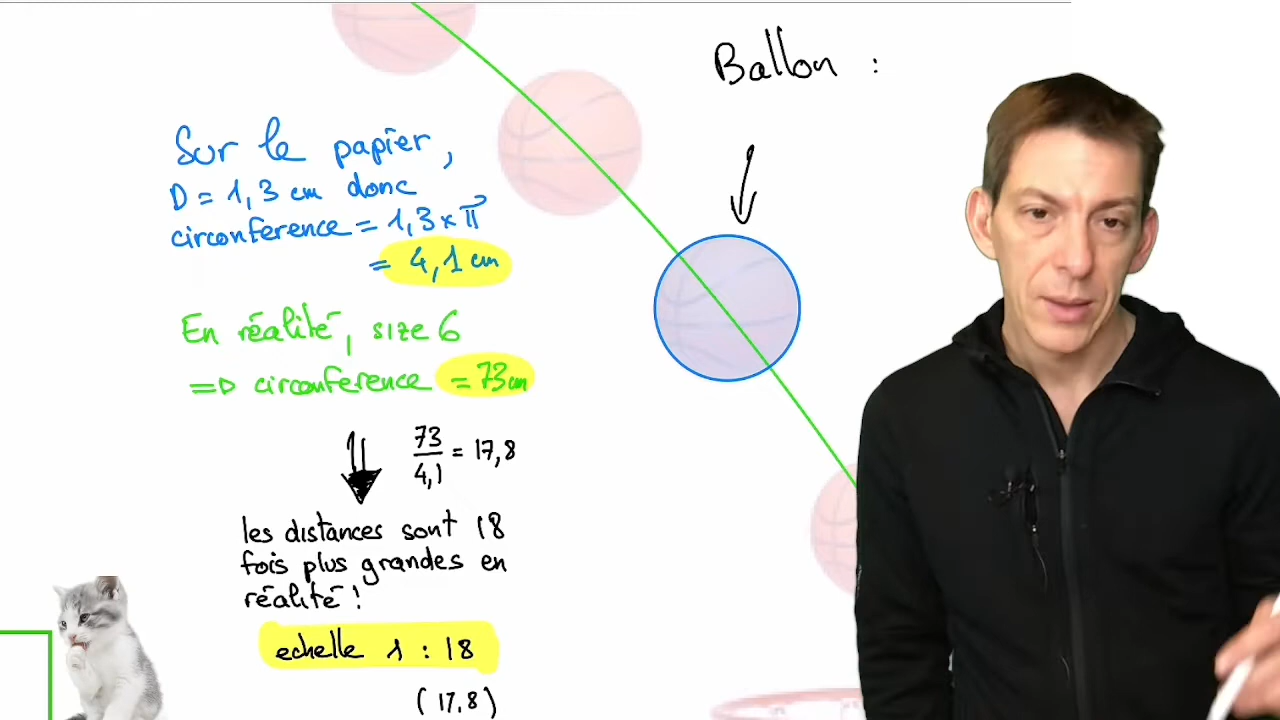 Ballon :
Sur le papier,
D = 1,3 cm donc
circonférence = 1,3 × π
= 4,1 cm
En réalité, size 6
=D circonférence = 73 cm
73
4,1
= 17,8
les distances sont 18
fois plus grandes en
réalité !
echelle 1 : 18
(17,8)